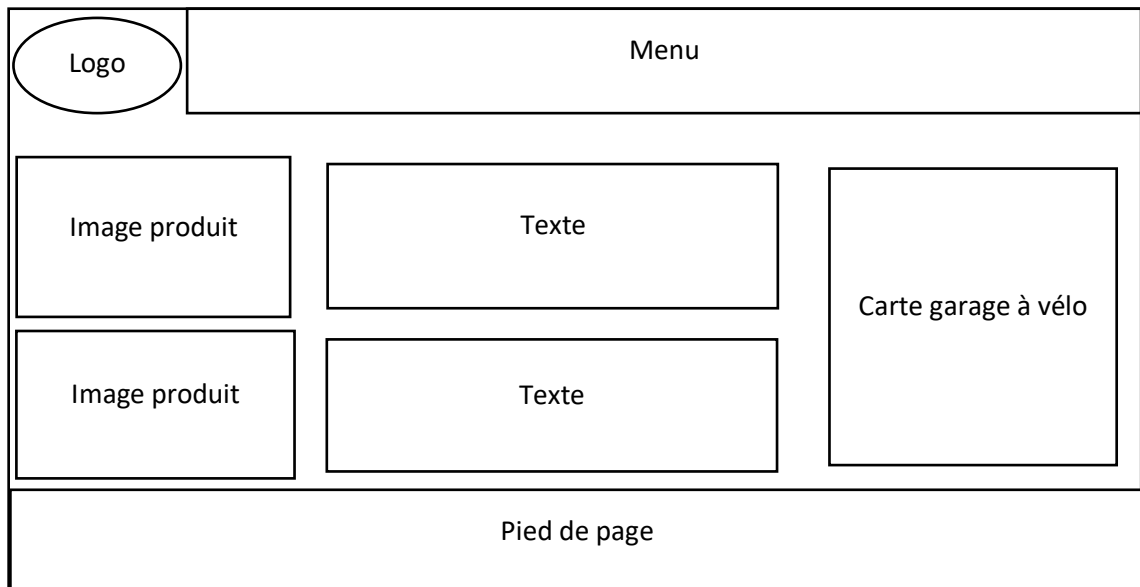 Logo
Menu
Image produit
Texte
Carte garage à vélo
Image produit
Texte
Pied de page